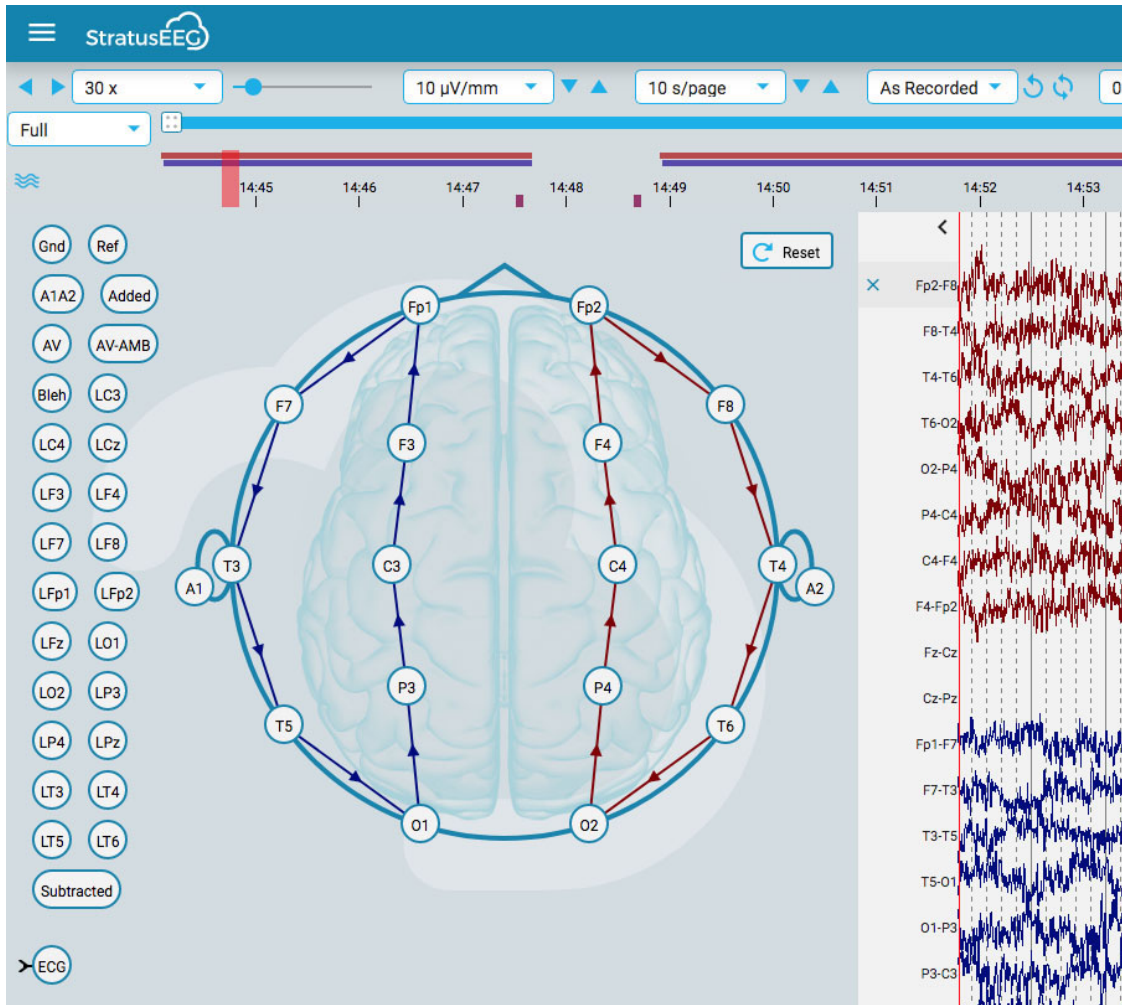 StratusEEG
30 x
10 µV/mm
10 s/page
As Recorded
0
Full
14:45 14:46 14:47 14:48 14:49 14:50 14:51 14:52 14:53
Gnd Ref
A1A2 Added
AV AV-AMB
Bleh LC3
LC4 LCz
LF3 LF4
LF7 LF8
LFp1 LFp2
LFz LO1
LO2 LP3
LP4 LPz
LT3 LT4
LT5 LT6
Subtracted
ECG
Reset
Fp1 Fp2
F7 F8
F3 F4
A1 T3 C3 C4 T4 A2
P3 P4
T5 T6
O1 O2
Fp2-F8
F8-T4
T4-T6
T6-O2
O2-P4
P4-C4
C4-F4
F4-Fp2
Fz-Cz
Cz-Pz
Fp1-F7
F7-T3
T3-T5
T5-O1
O1-P3
P3-C3